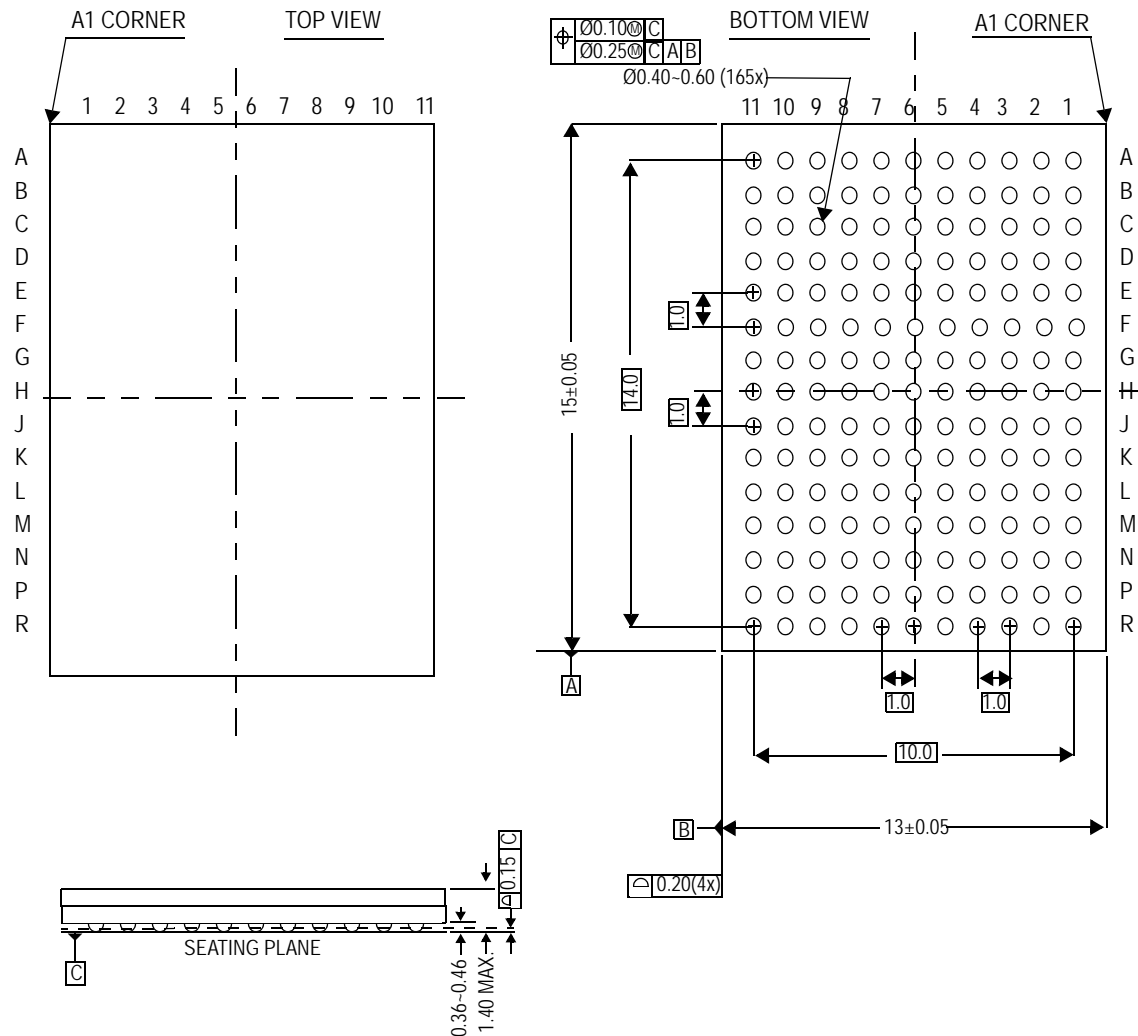 A1 CORNER
TOP VIEW
BOTTOM VIEW
A1 CORNER
Ø0.10Ⓜ C
Ø0.25Ⓜ C A B
Ø0.40~0.60 (165x)
1 2 3 4 5 6 7 8 9 10 11
11 10 9 8 7 6 5 4 3 2 1
A
B
C
D
E
F
G
H
J
K
L
M
N
P
R
A
B
C
D
E
F
G
H
J
K
L
M
N
P
R
1.0
15±0.05
14.0
1.0
A
1.0
1.0
10.0
B
13±0.05
0.20(4x)
0.15 C
SEATING PLANE
C
0.36~0.46
1.40 MAX.